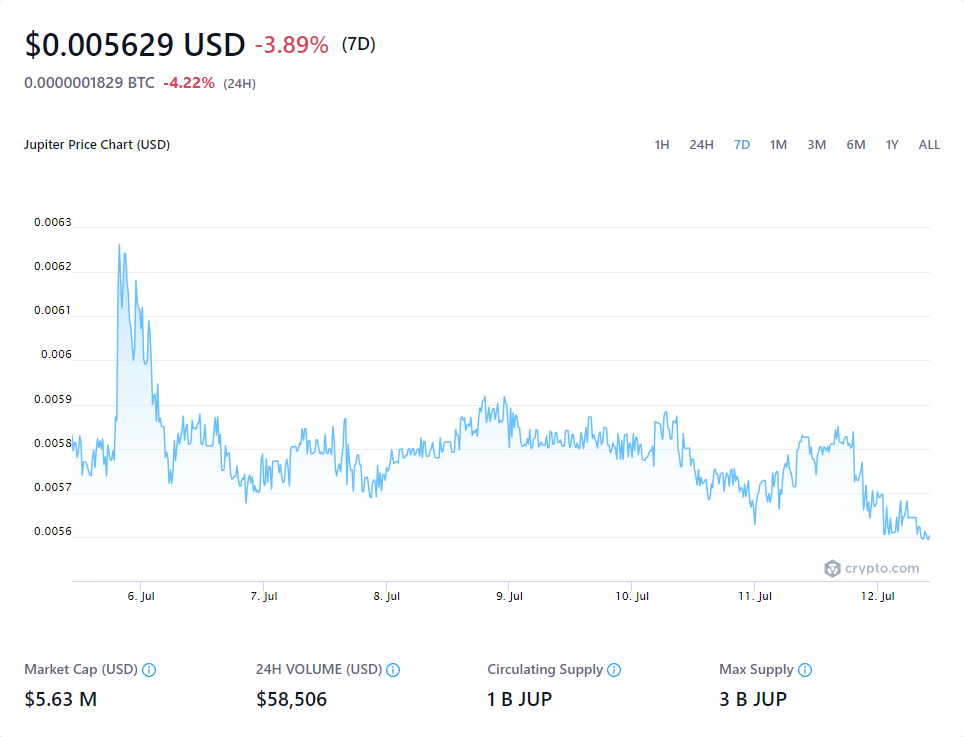 $0.005629 USD -3.89% (7D)
0.0000001829 BTC -4.22% (24H)
Jupiter Price Chart (USD) 1H 24H 7D 1M 3M 6M 1Y ALL
0.0063
0.0062
0.0061
0.006
0.0059
0.0058
0.0057
0.0056
crypto.com
6. Jul 7. Jul 8. Jul 9. Jul 10. Jul 11. Jul 12. Jul
Market Cap (USD) 24H VOLUME (USD) Circulating Supply Max Supply
$5.63 M $58,506 1 B JUP 3 B JUP